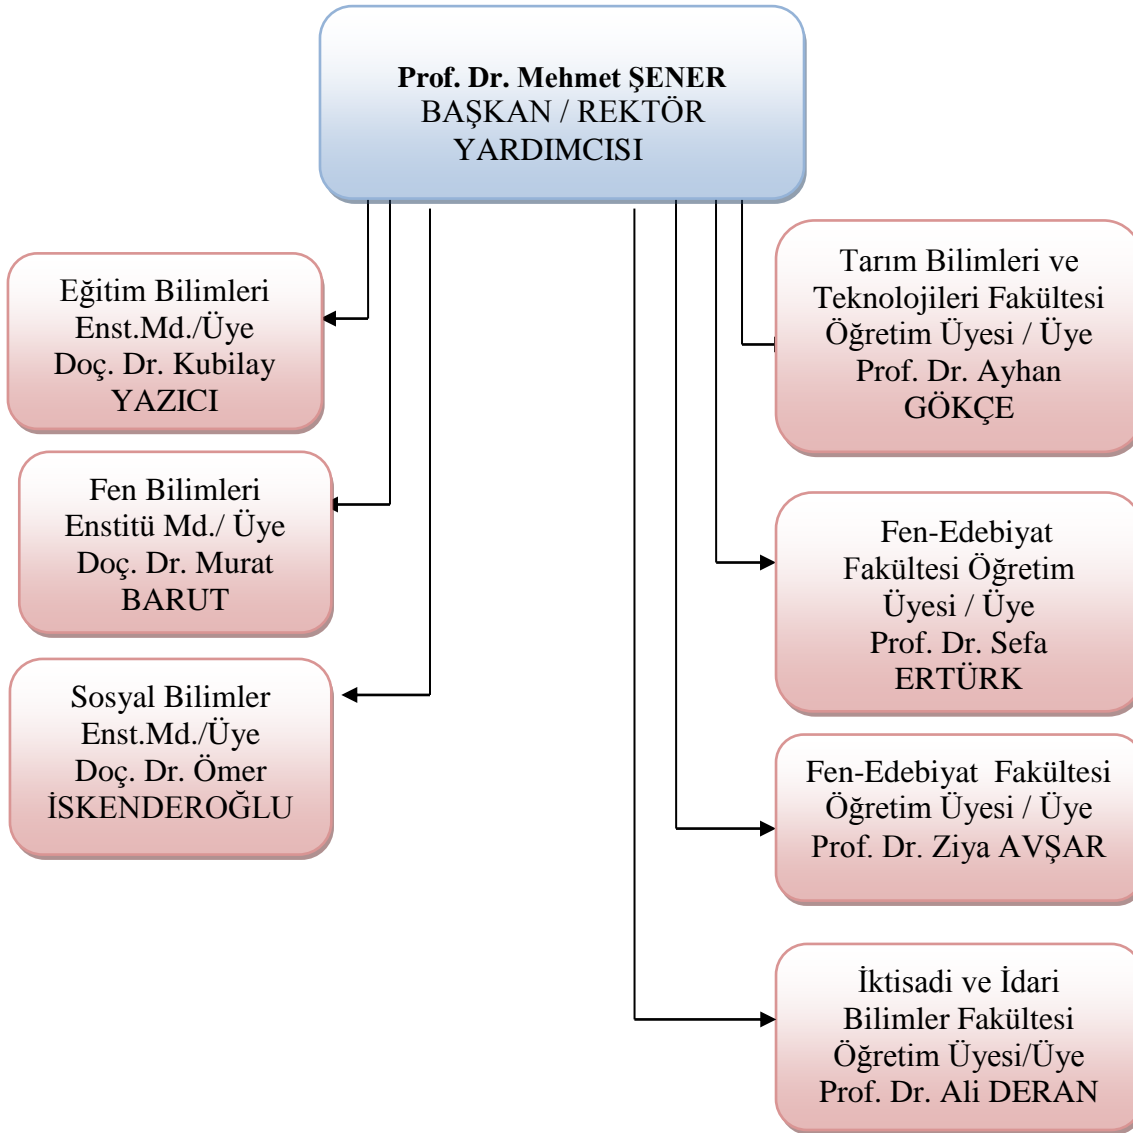 Prof. Dr. Mehmet ŞENER
BAŞKAN / REKTÖR
YARDIMCISI
Eğitim Bilimleri
Enst.Md./Üye
Doç. Dr. Kubilay
YAZICI
Fen Bilimleri
Enstitü Md./ Üye
Doç. Dr. Murat
BARUT
Sosyal Bilimler
Enst.Md./Üye
Doç. Dr. Ömer
İSKENDEROĞLU
Tarım Bilimleri ve
Teknolojileri Fakültesi
Öğretim Üyesi / Üye
Prof. Dr. Ayhan
GÖKÇE
Fen-Edebiyat
Fakültesi Öğretim
Üyesi / Üye
Prof. Dr. Sefa
ERTÜRK
Fen-Edebiyat  Fakültesi
Öğretim Üyesi / Üye
Prof. Dr. Ziya AVŞAR
İktisadi ve İdari
Bilimler Fakültesi
Öğretim Üyesi/Üye
Prof. Dr. Ali DERAN